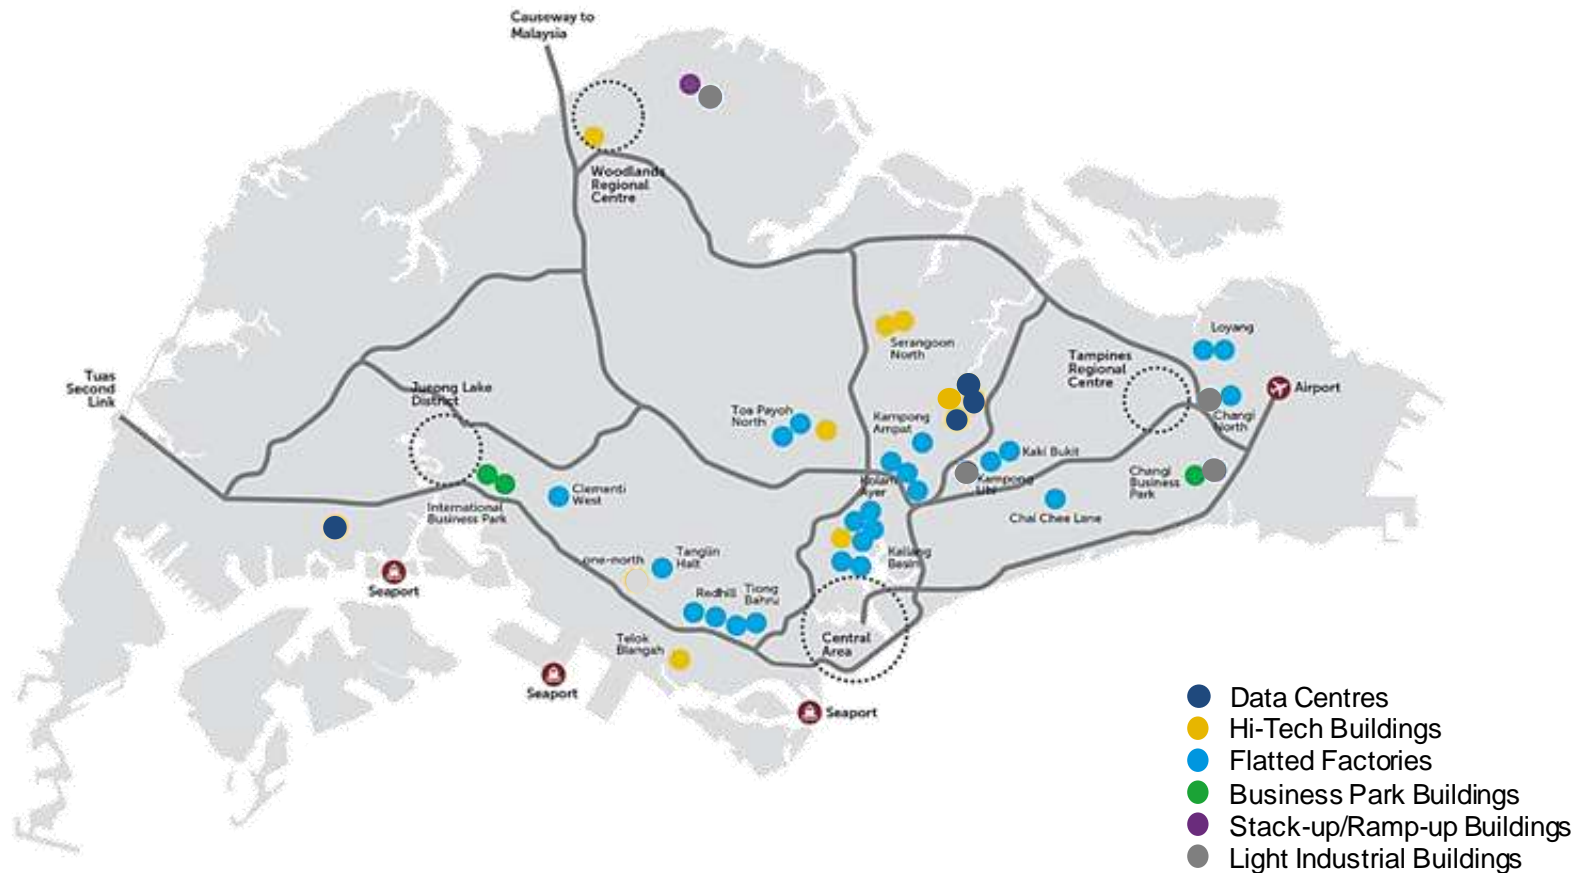 Causeway to
Malaysia
Woodlands
Regional
Centre
Serangoon
North
Loyang
Tampines
Regional
Centre
Tuas
Second
Link
Jurong Lake
District
Airport
Toa Payoh
North
Kampong
Ampat
Changi
North
Kaki Bukit
Kolam
Ayer
Kampong
Ubi
Changi
Business
Park
Clementi
West
International
Business Park
Chai Chee Lane
one-north
Tanglin
Halt
Kallang
Basin
Seaport
Redhill
Tiong
Bahru
Telok
Blangah
Central
Area
Seaport
Seaport
Data Centres
Hi-Tech Buildings
Flatted Factories
Business Park Buildings
Stack-up/Ramp-up Buildings
Light Industrial Buildings